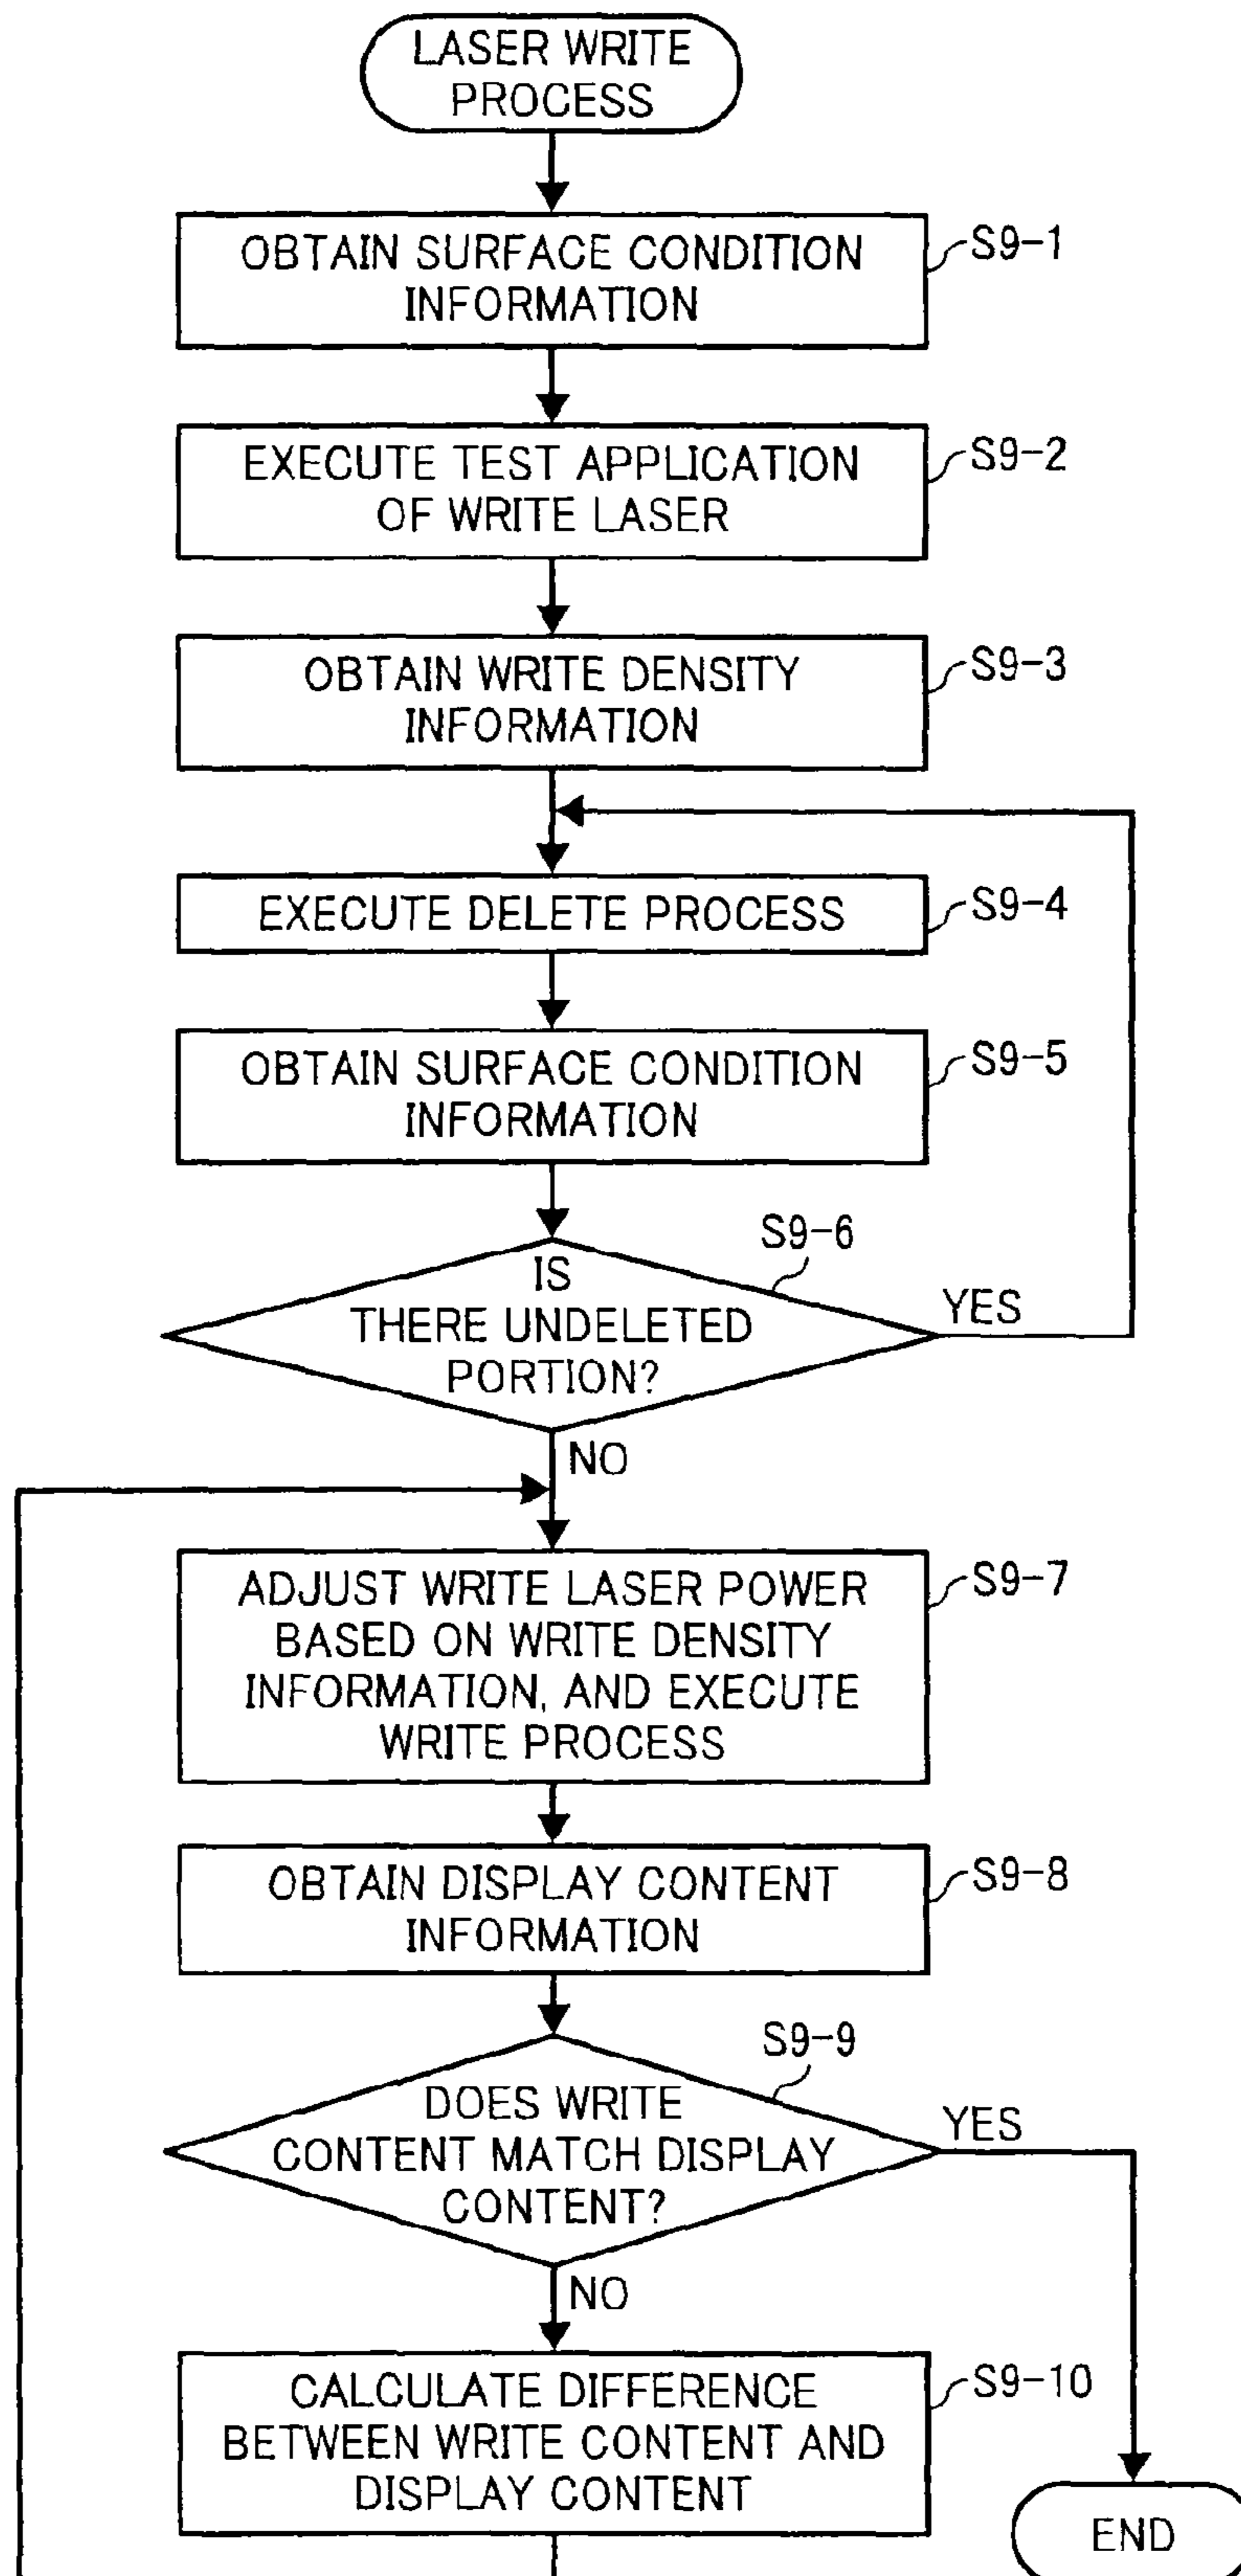 LASER WRITE
PROCESS
OBTAIN SURFACE CONDITION
INFORMATION
S9-1
EXECUTE TEST APPLICATION
OF WRITE LASER
S9-2
OBTAIN WRITE DENSITY
INFORMATION
S9-3
EXECUTE DELETE PROCESS
S9-4
OBTAIN SURFACE CONDITION
INFORMATION
S9-5
S9-6
IS
THERE UNDELETED
PORTION?
YES
NO
ADJUST WRITE LASER POWER
BASED ON WRITE DENSITY
INFORMATION, AND EXECUTE
WRITE PROCESS
S9-7
OBTAIN DISPLAY CONTENT
INFORMATION
S9-8
S9-9
DOES WRITE
CONTENT MATCH DISPLAY
CONTENT?
YES
NO
CALCULATE DIFFERENCE
BETWEEN WRITE CONTENT AND
DISPLAY CONTENT
S9-10
END